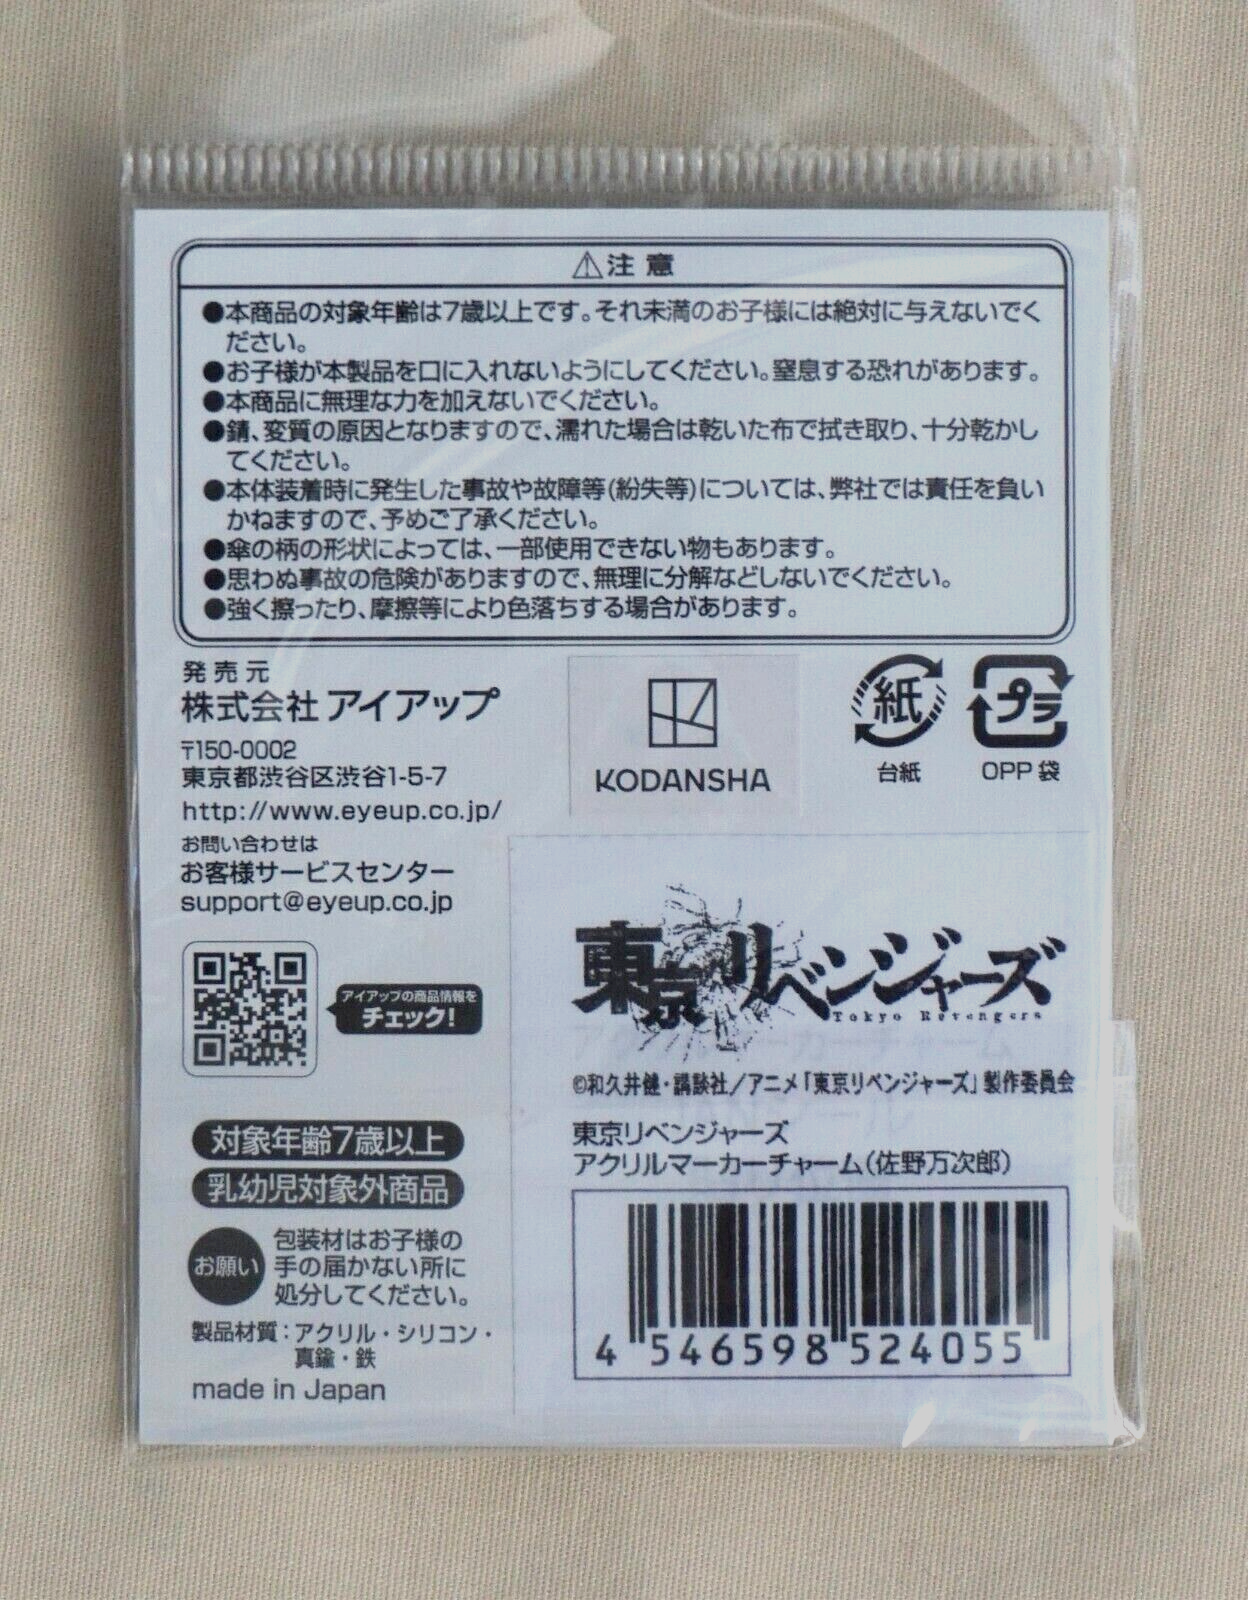 ⚠注意
●本商品の対象年齢は7歳以上です。それ未満のお子様には絶対に与えないでく
ださい。
●お子様が本製品を口に入れないようにしてください。窒息する恐れがあります。
●本商品に無理な力を加えないでください。
●錆、変質の原因となりますので、濡れた場合は乾いた布で拭き取り、十分乾かし
てください。
●本体装着時に発生した事故や故障等(紛失等)については、弊社では責任を負い
かねますので、予めご了承ください。
●傘の柄の形状によっては、一部使用できない物もあります。
●思わぬ事故の危険がありますので、無理に分解などしないでください。
●強く擦ったり、摩擦等により色落ちする場合があります。
発売元
株式会社アイアップ
〒150-0002
東京都渋谷区渋谷1-5-7
http://www.eyeup.co.jp/
お問い合わせは
お客様サービスセンター
support@eyeup.co.jp
KODANSHA
紙
台紙
プラ
OPP袋
アイアップの商品情報を
チェック!
東京リベンジャーズ
Tokyo Revengers
©和久井健・講談社/アニメ「東京リベンジャーズ」製作委員会
東京リベンジャーズ
アクリルマーカーチャーム(佐野万次郎)
4 546598 524055
対象年齢7歳以上
乳幼児対象外商品
お願い
包装材はお子様の
手の届かない所に
処分してください。
製品材質:アクリル・シリコン・
真鍮・鉄
made in Japan